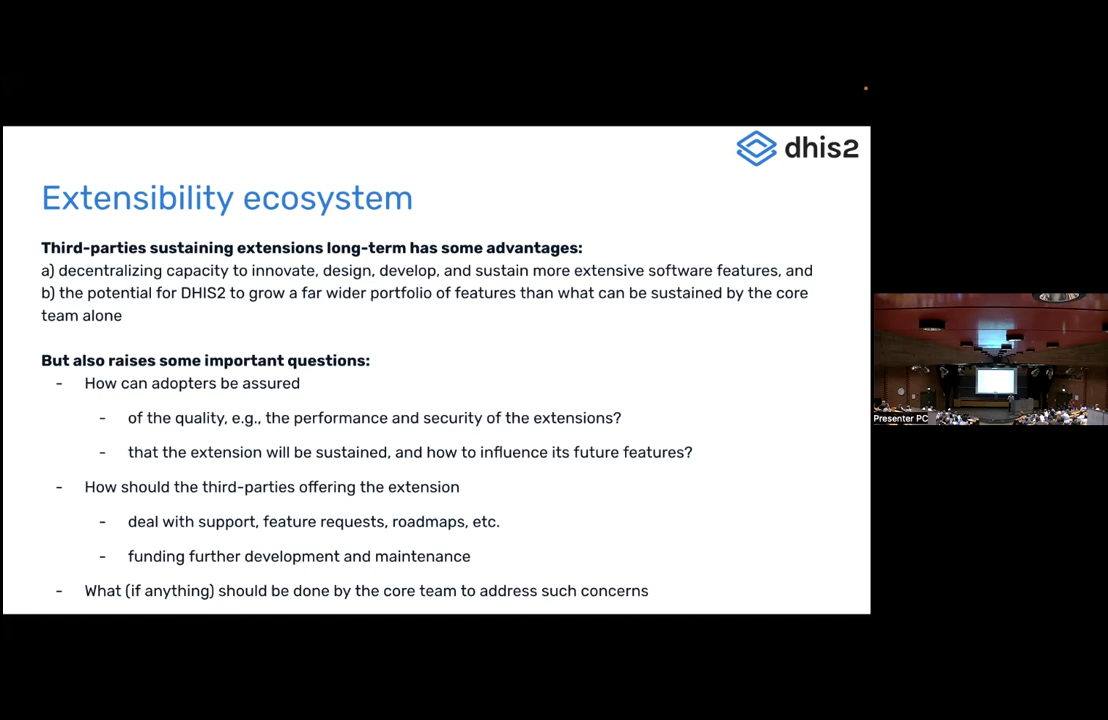 dhis2
Extensibility ecosystem
Third-parties sustaining extensions long-term has some advantages:
a) decentralizing capacity to innovate, design, develop, and sustain more extensive software features, and
b) the potential for DHIS2 to grow a far wider portfolio of features than what can be sustained by the core
team alone
But also raises some important questions:
- How can adopters be assured
- of the quality, e.g., the performance and security of the extensions?
- that the extension will be sustained, and how to influence its future features?
- How should the third-parties offering the extension
- deal with support, feature requests, roadmaps, etc.
- funding further development and maintenance
- What (if anything) should be done by the core team to address such concerns
Presenter PC